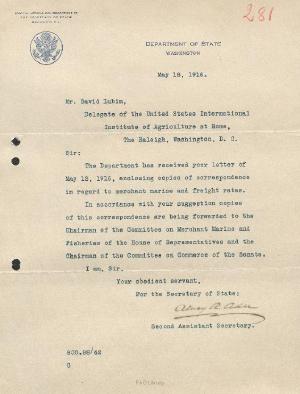 281
DEPARTMENT OF STATE
WASHINGTON
May 18, 1916.
Mr. David Lubin,
Delegate of the United States International
Institute of Agriculture at Rome,
The Raleigh, Washington, D. C.
Sir:
The Department has received your letter of
May 12, 1916, enclosing copies of correspondence
in regard to merchant marine and freight rates.
In accordance with your suggestion copies
of this correspondence are being forwarded to the
Chairman of the Committee on Merchant Marine and
Fisheries of the House of Representatives and the
Chairman of the Committee on Commerce of the Senate.
I am, Sir,
Your obedient servant,
For the Secretary of State:
Second Assistant Secretary.
800.88/62